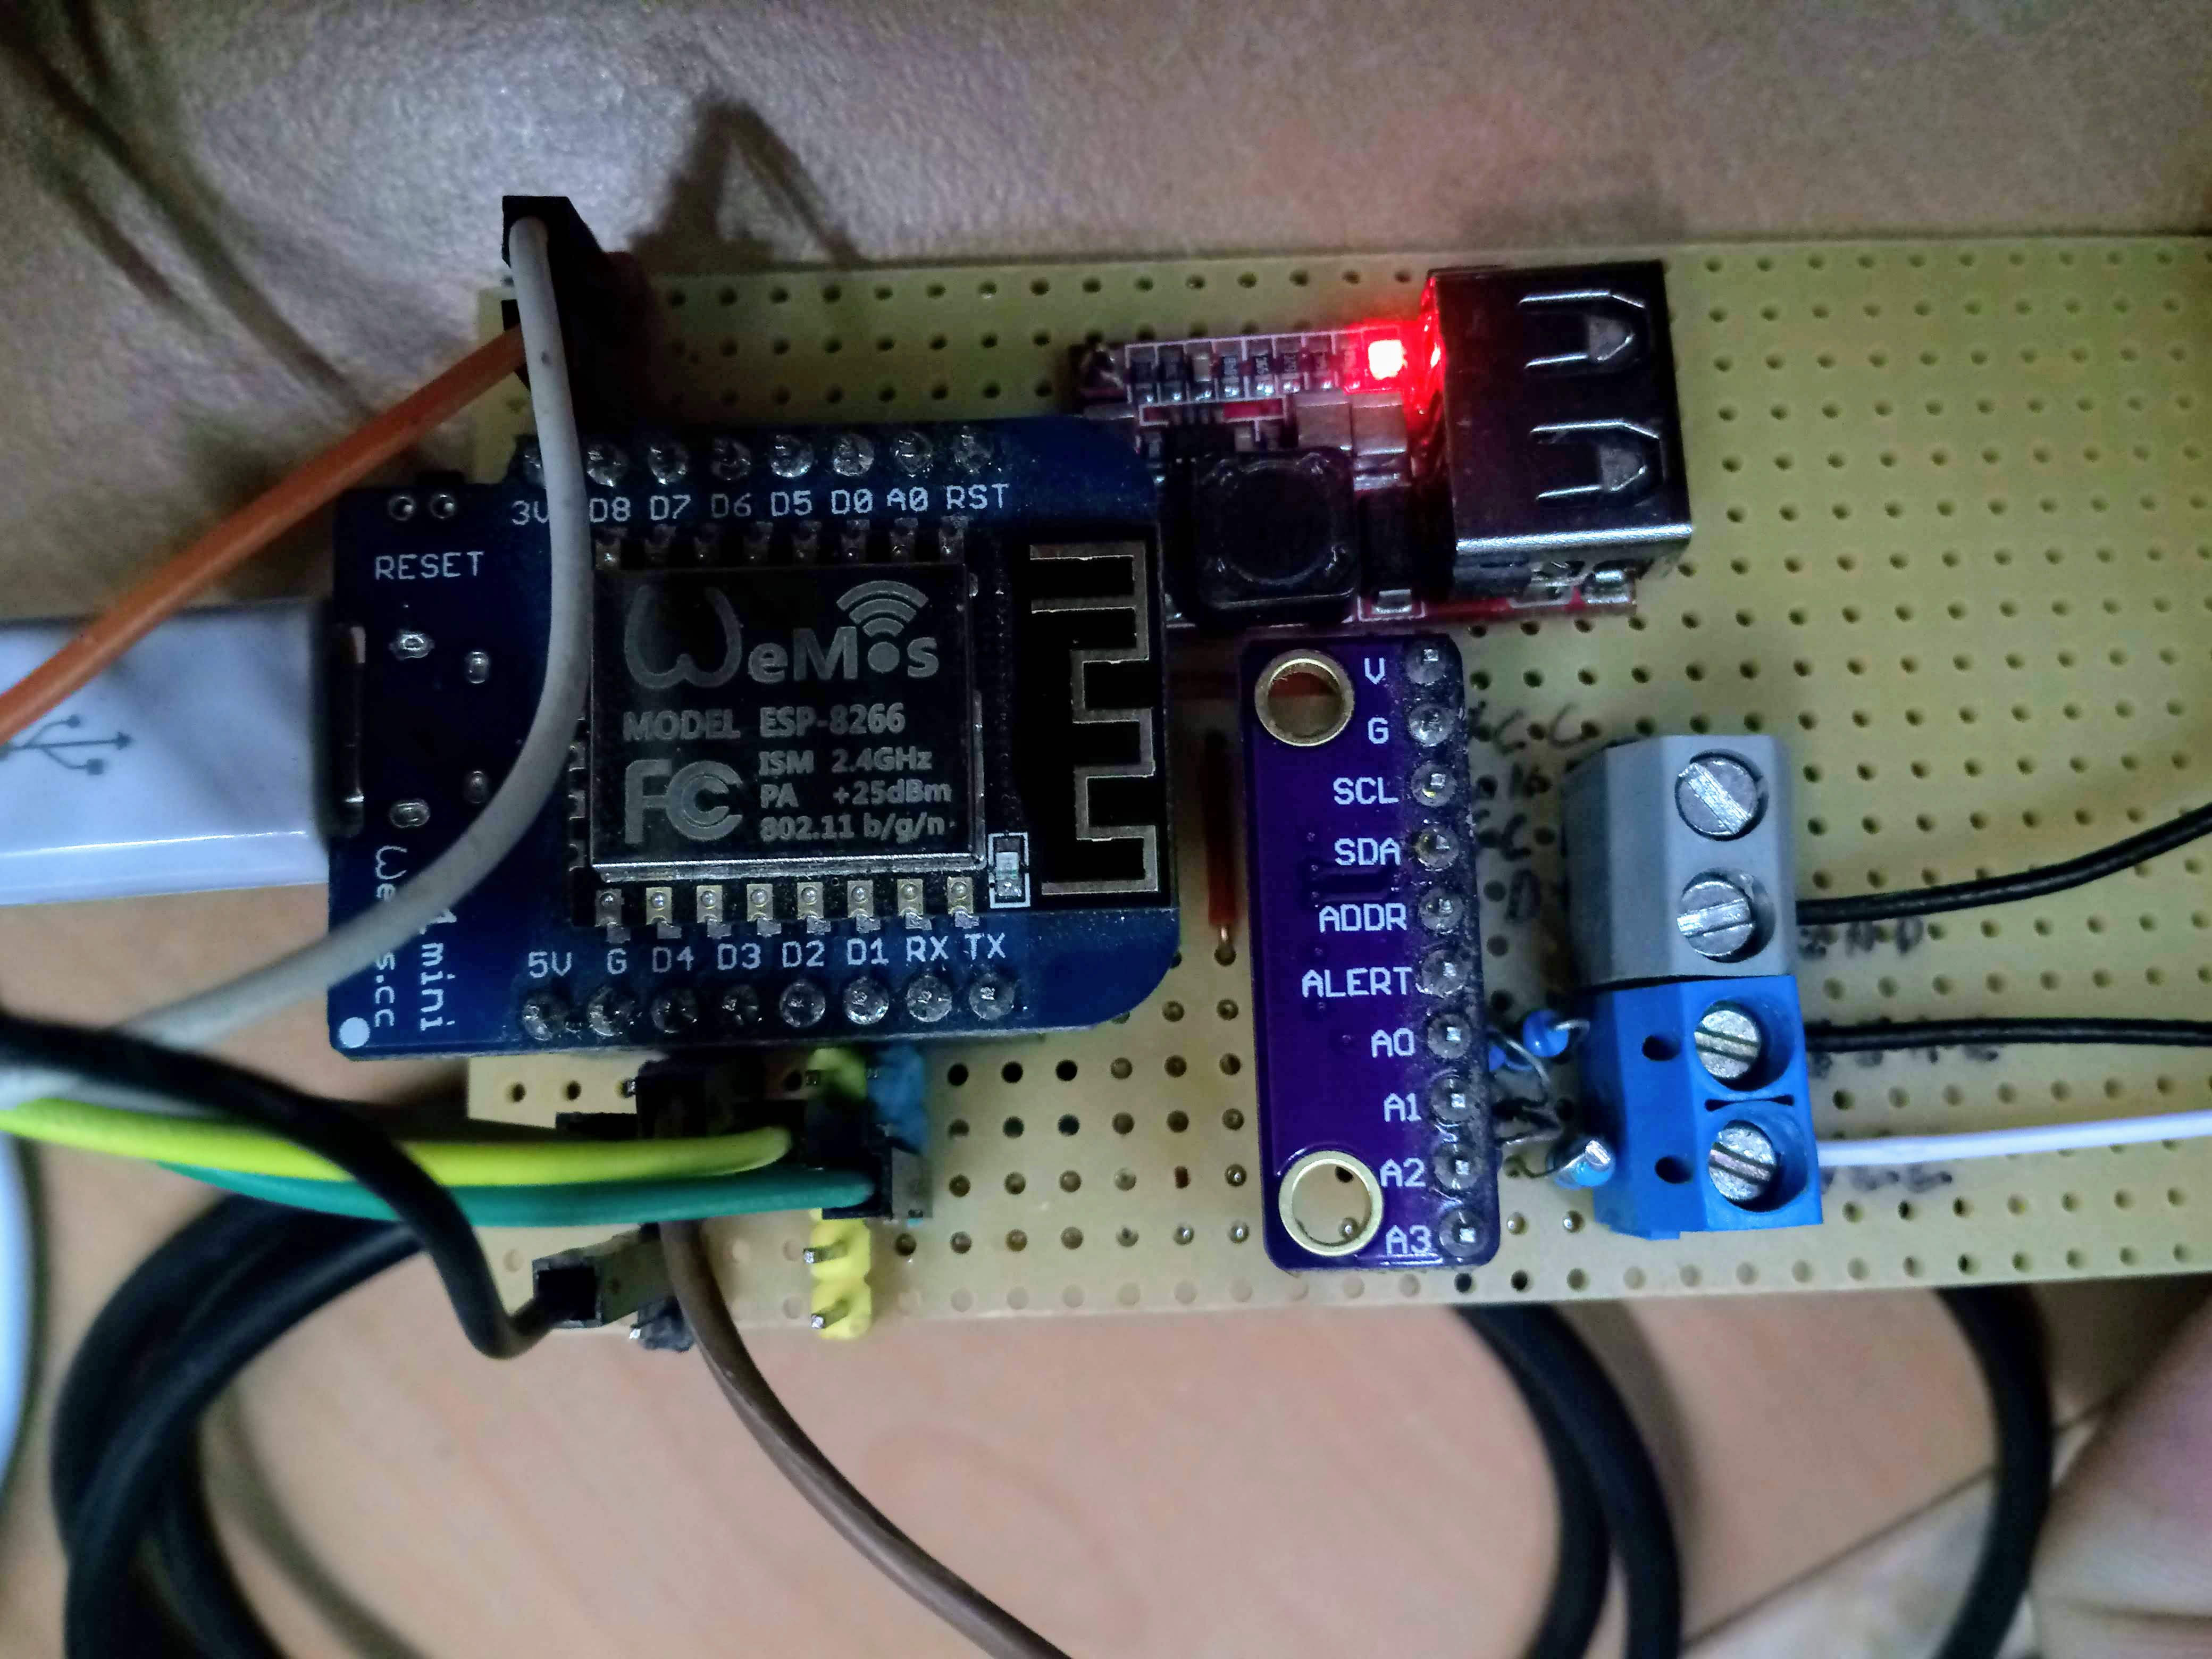 3V D8 D7 D6 D5 D0 A0 RST
RESET
WeMos
MODEL ESP-8266
ISM 2.4GHz
PA +25dBm
802.11 b/g/n
FC
5V G D4 D3 D2 D1 RX TX
mini
V
G
SCL
SDA
ADDR
ALERT
A0
A1
A2
A3